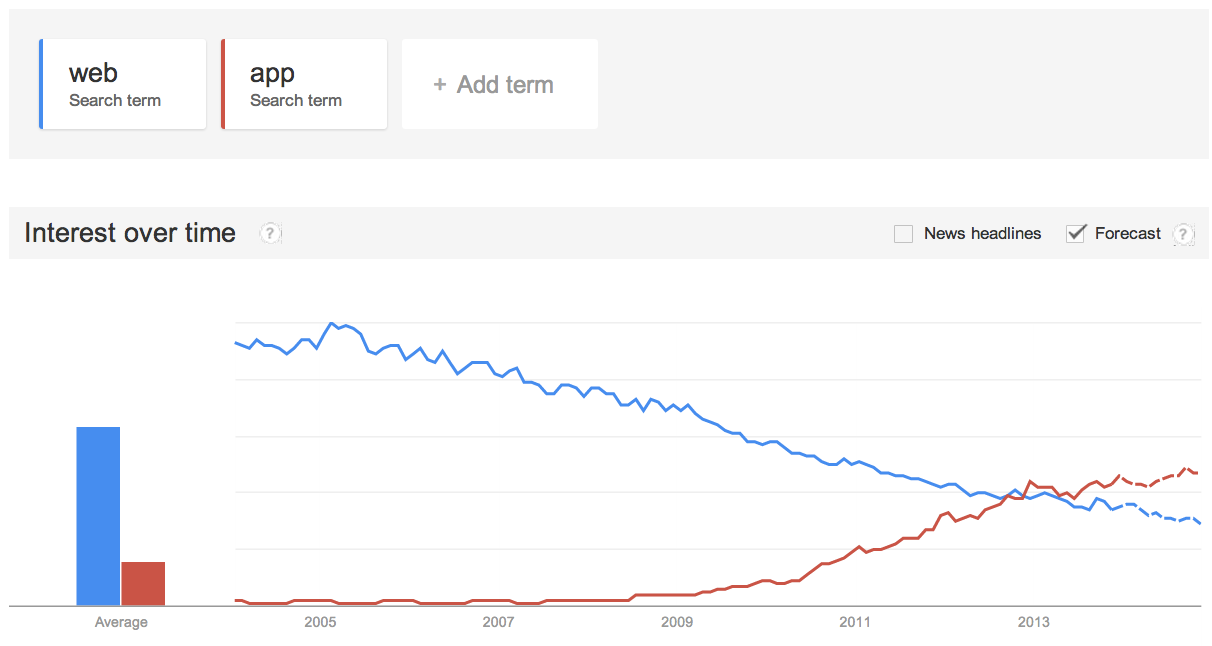 web
Search term
app
Search term
+ Add term
Interest over time ?
News headlines
Forecast ?
Average
2005
2007
2009
2011
2013